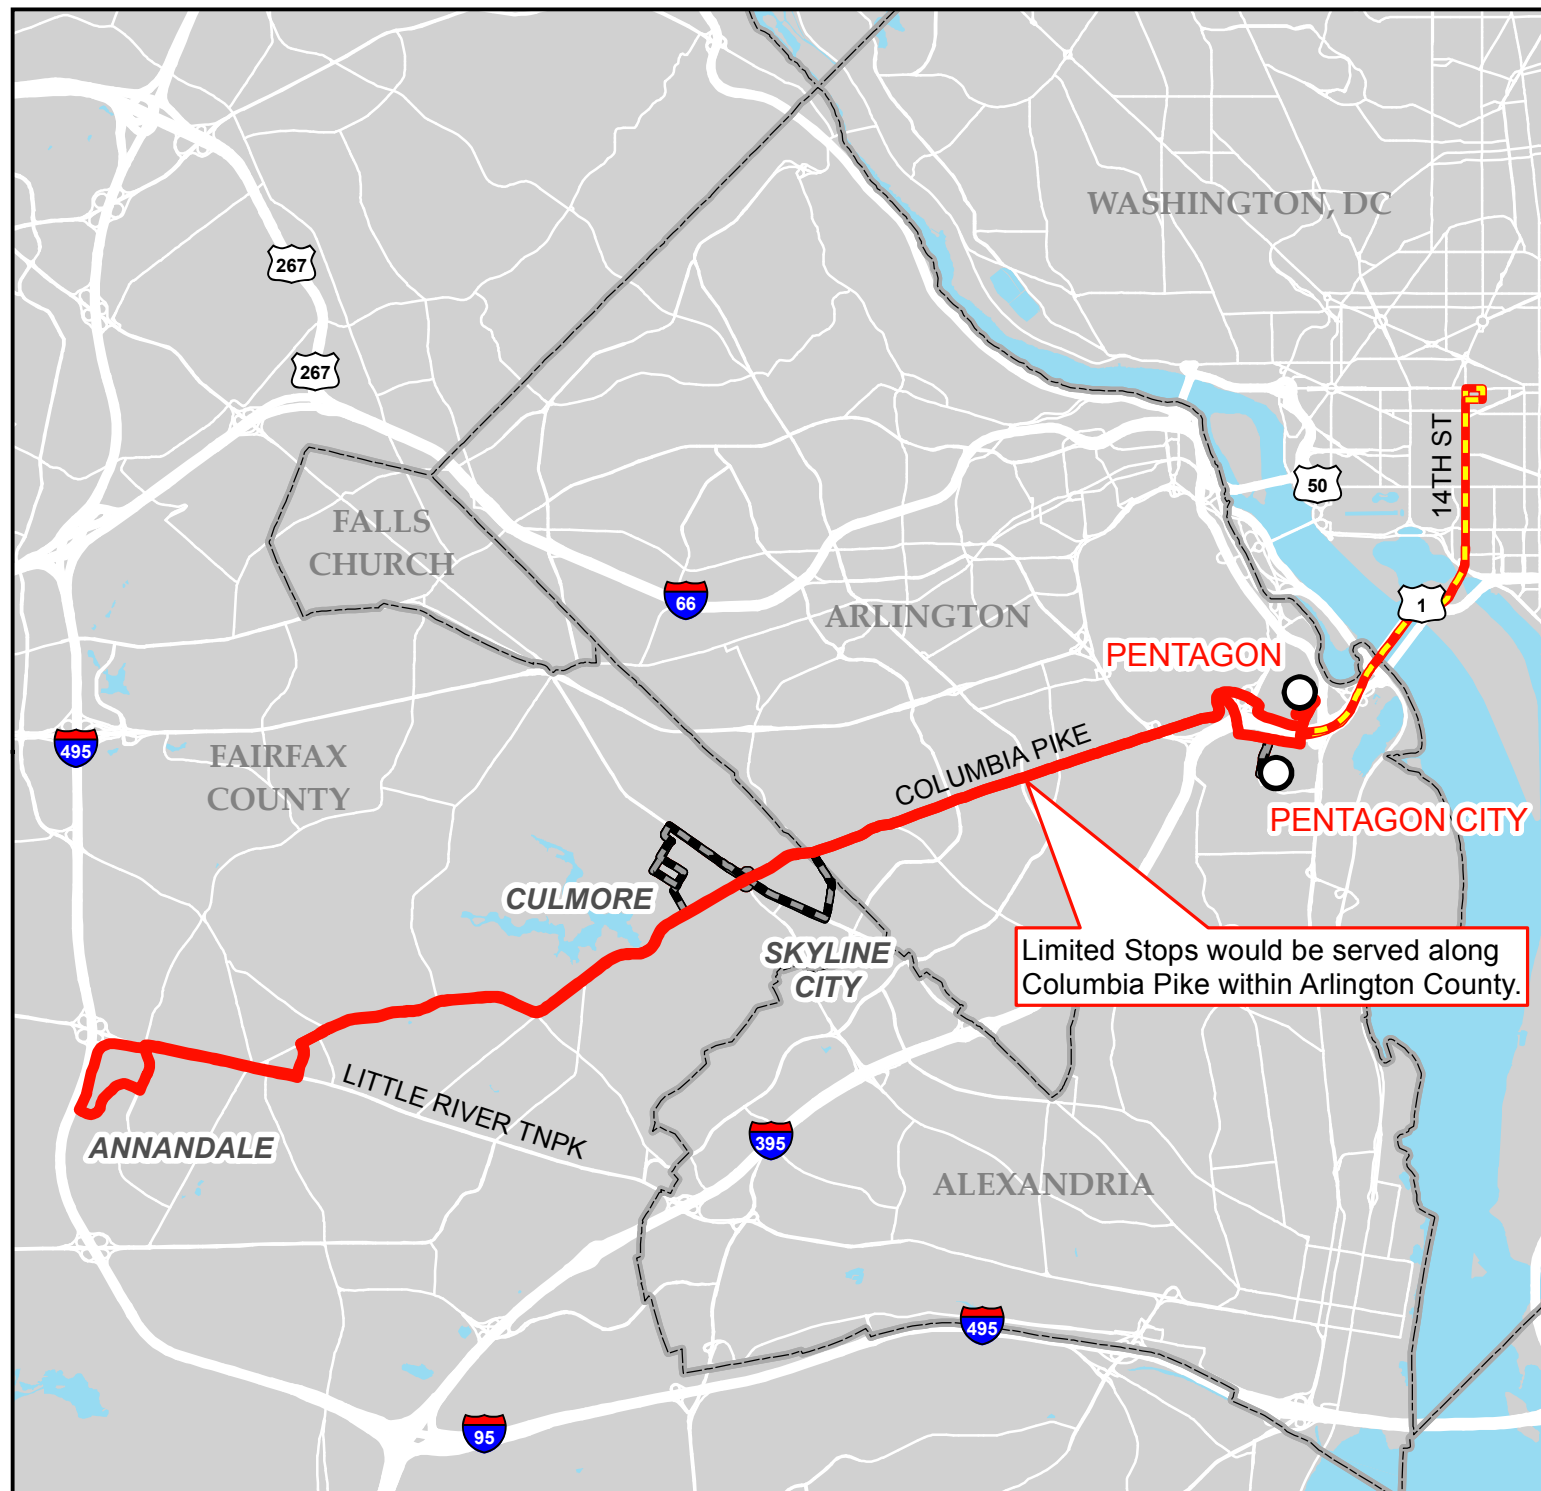 WASHINGTON, DC
267
267
14TH ST
50
FALLS
CHURCH
66
ARLINGTON
1
PENTAGON
495
FAIRFAX
COUNTY
COLUMBIA PIKE
PENTAGON CITY
CULMORE
SKYLINE
CITY
Limited Stops would be served along
Columbia Pike within Arlington County.
LITTLE RIVER TNPK
ANNANDALE
395
ALEXANDRIA
495
95